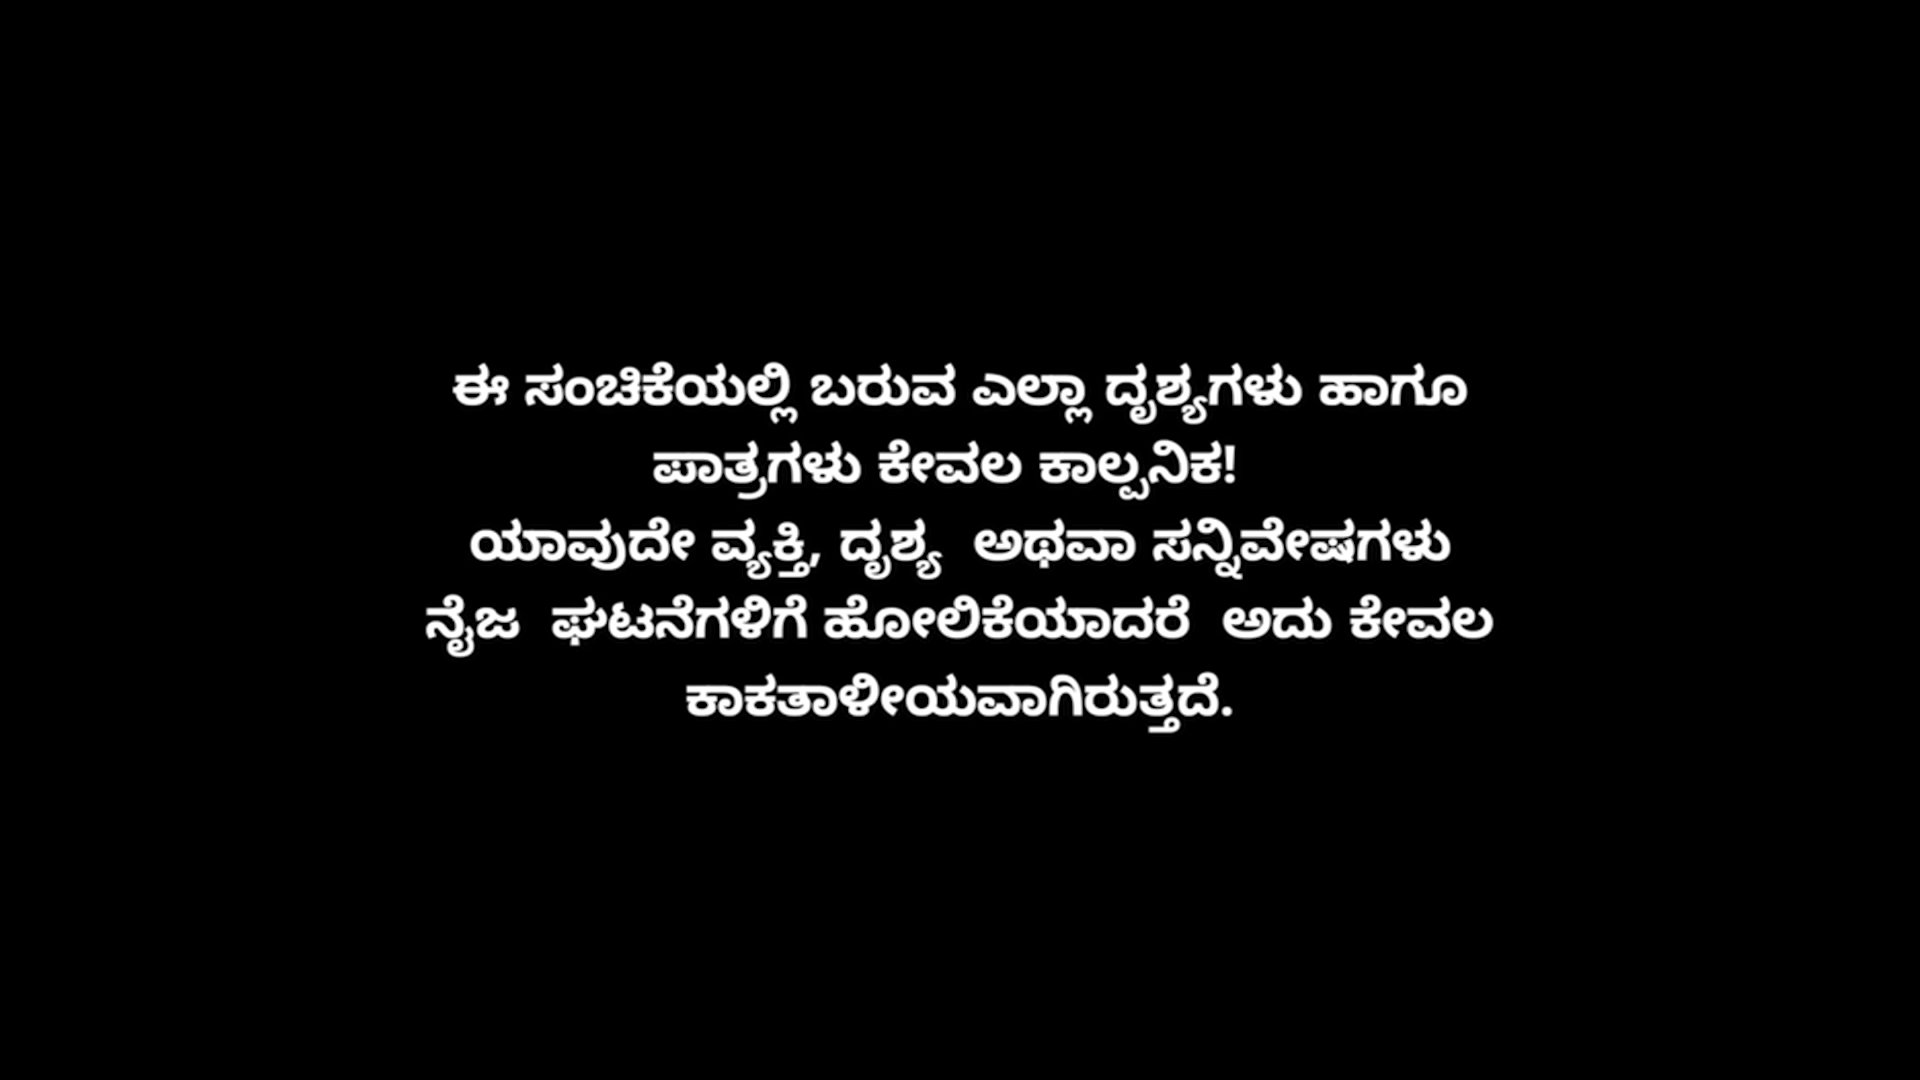 ಈ ಸಂಚಿಕೆಯಲ್ಲಿ ಬರುವ ಎಲ್ಲಾ ದೃಶ್ಯಗಳು ಹಾಗೂ
ಪಾತ್ರಗಳು ಕೇವಲ ಕಾಲ್ಪನಿಕ!
ಯಾವುದೇ ವ್ಯಕ್ತಿ, ದೃಶ್ಯ ಅಥವಾ ಸನ್ನಿವೇಷಗಳು
ನೈಜ ಘಟನೆಗಳಿಗೆ ಹೋಲಿಕೆಯಾದರೆ ಅದು ಕೇವಲ
ಕಾಕತಾಳೀಯವಾಗಿರುತ್ತದೆ.